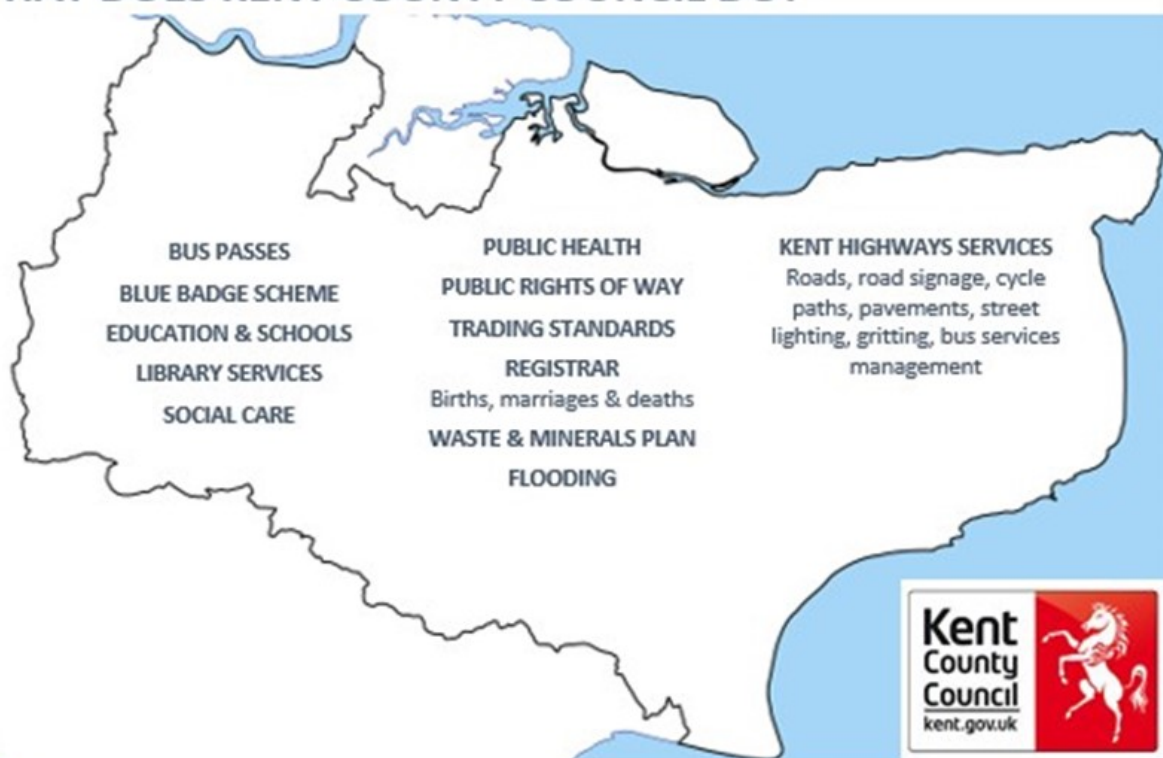 BUS PASSES
BLUE BADGE SCHEME
EDUCATION & SCHOOLS
LIBRARY SERVICES
SOCIAL CARE
PUBLIC HEALTH
PUBLIC RIGHTS OF WAY
TRADING STANDARDS
REGISTRAR
Births, marriages & deaths
WASTE & MINERALS PLAN
FLOODING
KENT HIGHWAYS SERVICES
Roads, road signage, cycle
paths, pavements, street
lighting, gritting, bus services
management
Kent
County
Council
kent.gov.uk